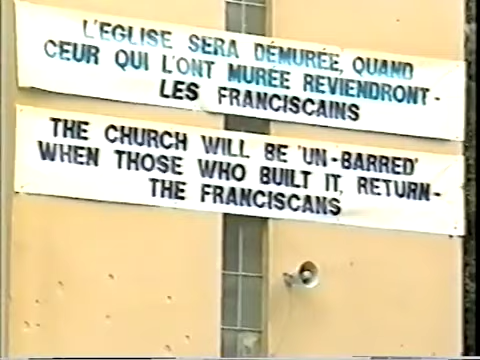 L'EGLISE SERA DÉMURÉE, QUAND
CEUR QUI L'ONT MURÉE REVIENDRONT-
LES FRANCISCAINS
THE CHURCH WILL BE 'UN-BARRED'
WHEN THOSE WHO BUILT IT, RETURN-
THE FRANCISCANS